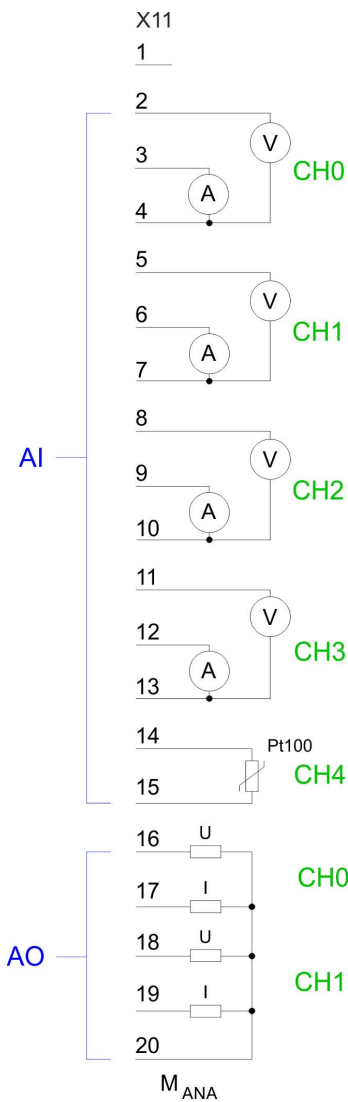 X11
1
2
V
3
CH0
A
4
5
V
6
CH1
A
7
8
V
AI
9
CH2
A
10
11
V
12
CH3
A
13
14
Pt100
CH4
15
16 U
CH0
17 I
18 U
AO
CH1
19 I
20
M ANA